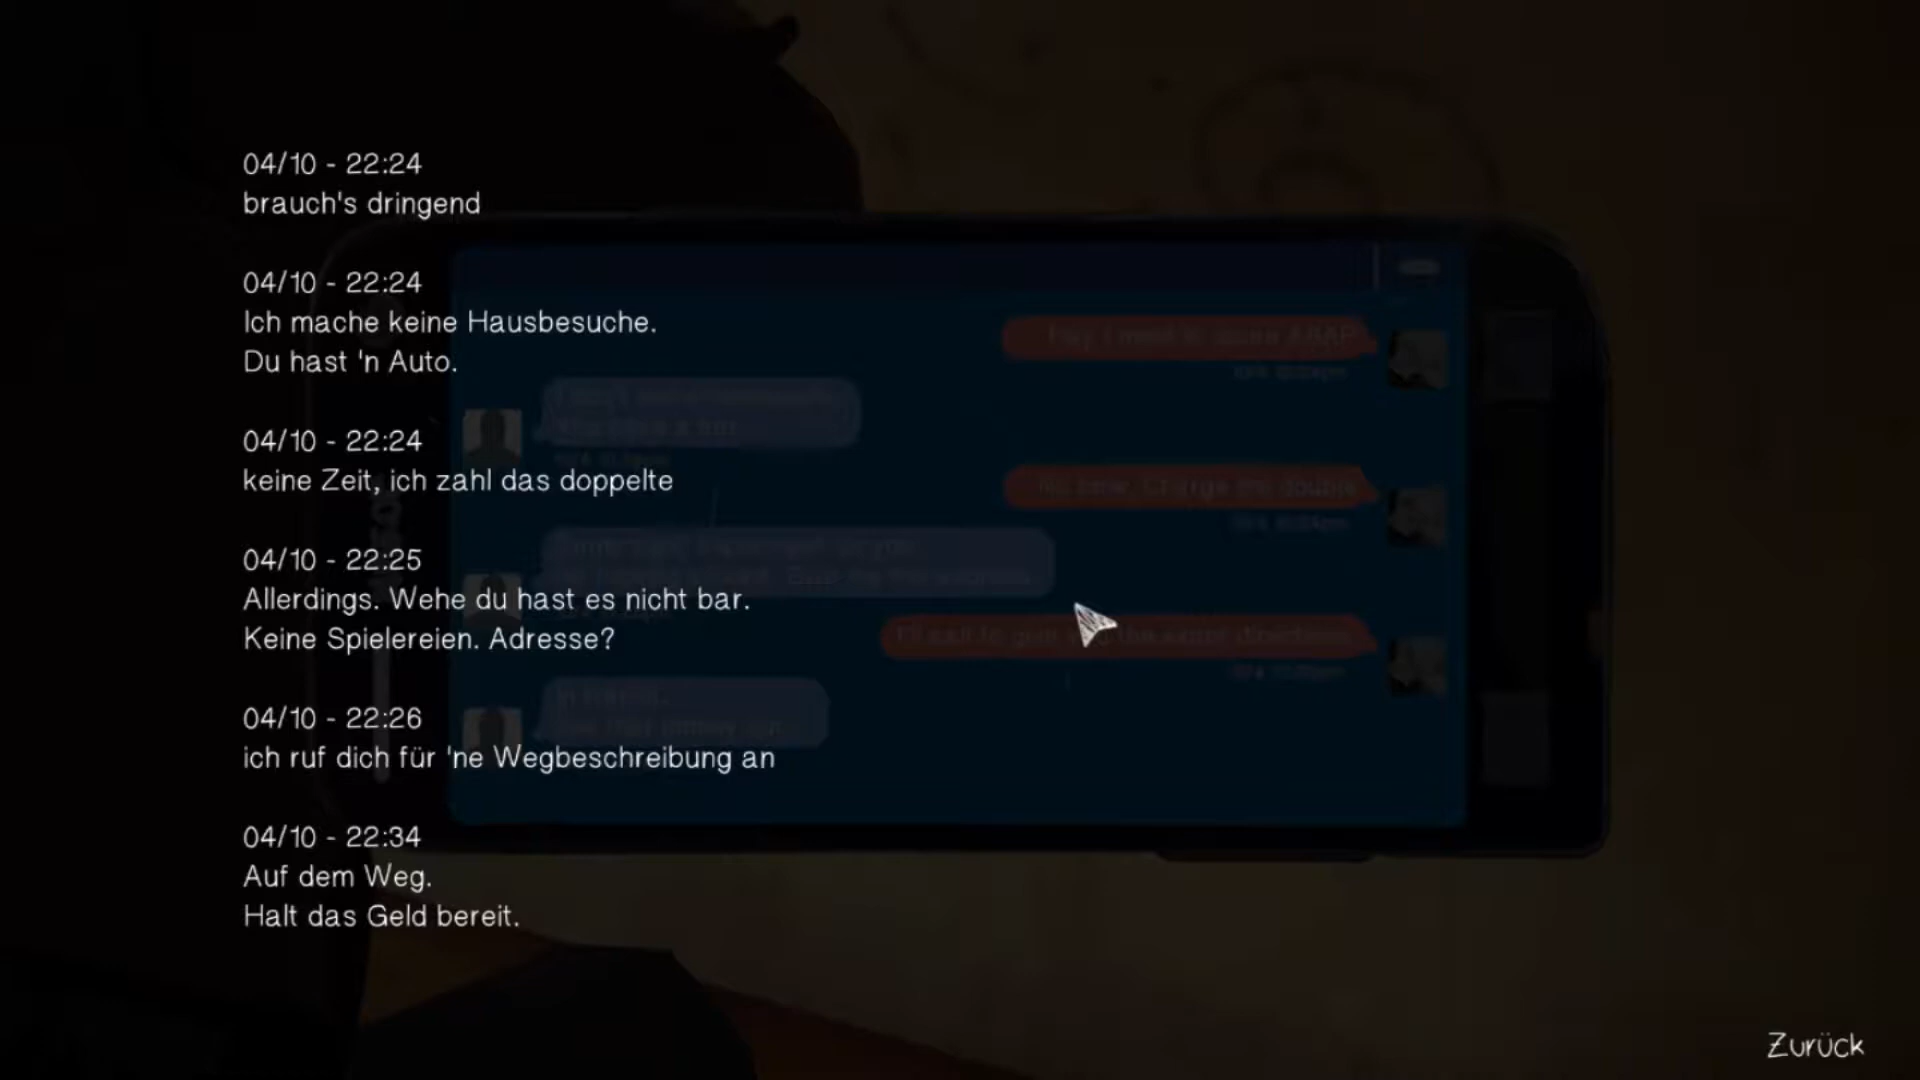 04/10 - 22:24
brauch's dringend
04/10 - 22:24
Ich mache keine Hausbesuche.
Du hast 'n Auto.
04/10 - 22:24
keine Zeit, ich zahl das doppelte
04/10 - 22:25
Allerdings. Wehe du hast es nicht bar.
Keine Spielereien. Adresse?
04/10 - 22:26
ich ruf dich für 'ne Wegbeschreibung an
04/10 - 22:34
Auf dem Weg.
Halt das Geld bereit.
Zurück